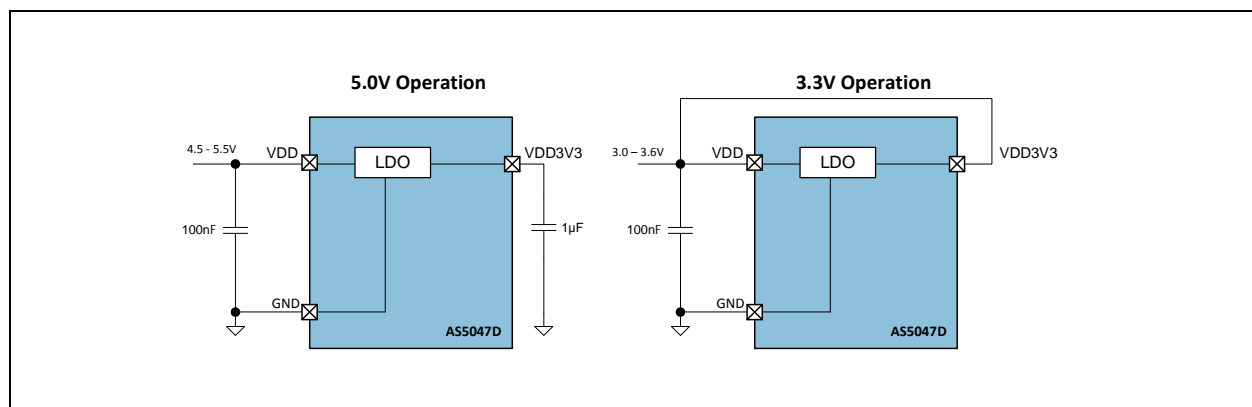 5.0V Operation
4.5 - 5.5V
VDD
LDO
VDD3V3
100nF
1µF
GND
AS5047D
3.3V Operation
3.0 – 3.6V
VDD
LDO
VDD3V3
100nF
GND
AS5047D